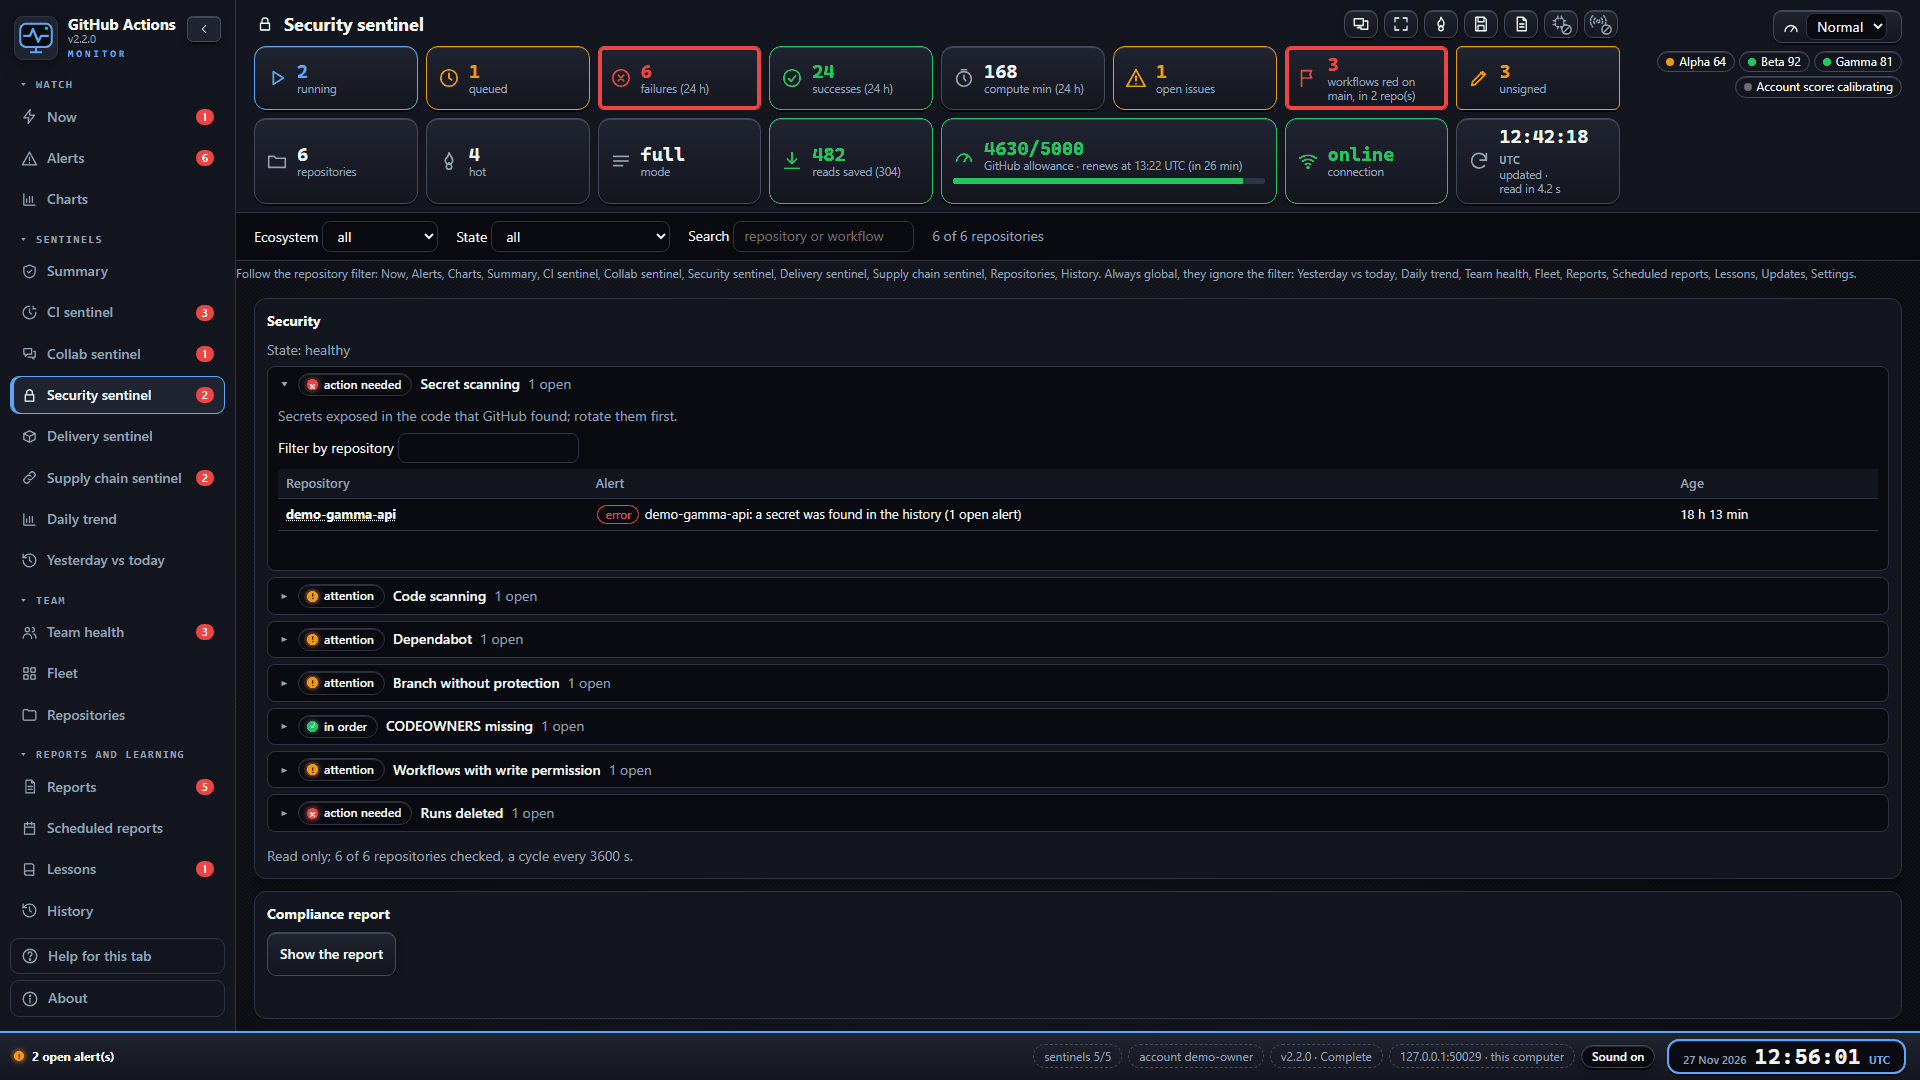 GitHub Actions
v2.2.0
MONITOR
WATCH
Now 1
Alerts 6
Charts
SENTINELS
Summary
CI sentinel 3
Collab sentinel 1
Security sentinel 2
Delivery sentinel
Supply chain sentinel 2
Daily trend
Yesterday vs today
TEAM
Team health 3
Fleet
Repositories
REPORTS AND LEARNING
Reports 5
Scheduled reports
Lessons 1
History
Help for this tab
About
Security sentinel
Normal
2
running
1
queued
6
failures (24 h)
24
successes (24 h)
168
compute min (24 h)
1
open issues
3
workflows red on
main, in 2 repo(s)
3
unsigned
Alpha 64 Beta 92 Gamma 81
Account score: calibrating
6
repositories
4
hot
full
mode
482
reads saved (304)
4630/5000
GitHub allowance · renews at 13:22 UTC (in 26 min)
online
connection
12:42:18
UTC
updated ·
read in 4.2 s
Ecosystem all State all Search repository or workflow 6 of 6 repositories
Follow the repository filter: Now, Alerts, Charts, Summary, CI sentinel, Collab sentinel, Security sentinel, Delivery sentinel, Supply chain sentinel, Repositories, History. Always global, they ignore the filter: Yesterday vs today, Daily trend, Team health, Fleet, Reports, Scheduled reports, Lessons, Updates, Settings.
Security
State: healthy
action needed Secret scanning 1 open
Secrets exposed in the code that GitHub found; rotate them first.
Filter by repository
Repository Alert Age
demo-gamma-api error demo-gamma-api: a secret was found in the history (1 open alert) 18 h 13 min
attention Code scanning 1 open
attention Dependabot 1 open
attention Branch without protection 1 open
in order CODEOWNERS missing 1 open
attention Workflows with write permission 1 open
action needed Runs deleted 1 open
Read only; 6 of 6 repositories checked, a cycle every 3600 s.
Compliance report
Show the report
2 open alert(s)
sentinels 5/5 account demo-owner v2.2.0 · Complete 127.0.0.1:50029 · this computer Sound on 27 Nov 2026 12:56:01 UTC